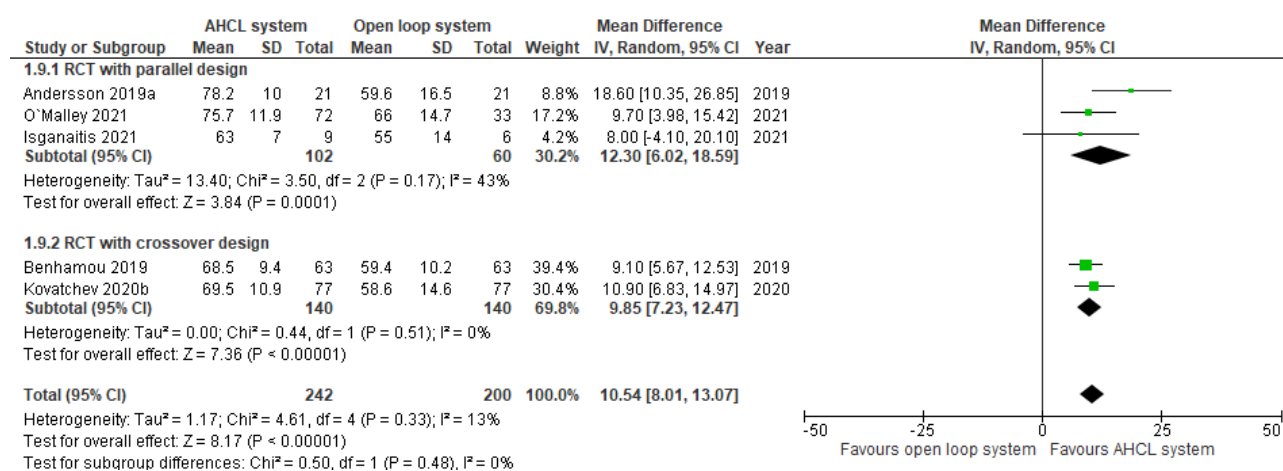 AHCL system Open loop system Mean Difference Mean Difference
Study or Subgroup Mean SD Total Mean SD Total Weight IV, Random, 95% CI Year IV, Random, 95% CI
1.9.1 RCT with parallel design
Andersson 2019a 78.2 10 21 59.6 16.5 21 8.8% 18.60 [10.35, 26.85] 2019
O`Malley 2021 75.7 11.9 72 66 14.7 33 17.2% 9.70 [3.98, 15.42] 2021
Isganaitis 2021 63 7 9 55 14 6 4.2% 8.00 [-4.10, 20.10] 2021
Subtotal (95% CI) 102 60 30.2% 12.30 [6.02, 18.59]
Heterogeneity: Tau² = 13.40; Chi² = 3.50, df = 2 (P = 0.17); I² = 43%
Test for overall effect: Z = 3.84 (P = 0.0001)
1.9.2 RCT with crossover design
Benhamou 2019 68.5 9.4 63 59.4 10.2 63 39.4% 9.10 [5.67, 12.53] 2019
Kovatchev 2020b 69.5 10.9 77 58.6 14.6 77 30.4% 10.90 [6.83, 14.97] 2020
Subtotal (95% CI) 140 140 69.8% 9.85 [7.23, 12.47]
Heterogeneity: Tau² = 0.00; Chi² = 0.44, df = 1 (P = 0.51); I² = 0%
Test for overall effect: Z = 7.36 (P < 0.00001)
Total (95% CI) 242 200 100.0% 10.54 [8.01, 13.07]
Heterogeneity: Tau² = 1.17; Chi² = 4.61, df = 4 (P = 0.33); I² = 13%
Test for overall effect: Z = 8.17 (P < 0.00001)
Test for subgroup differences: Chi² = 0.50, df = 1 (P = 0.48), I² = 0%
-50 -25 0 25 50
Favours open loop system Favours AHCL system